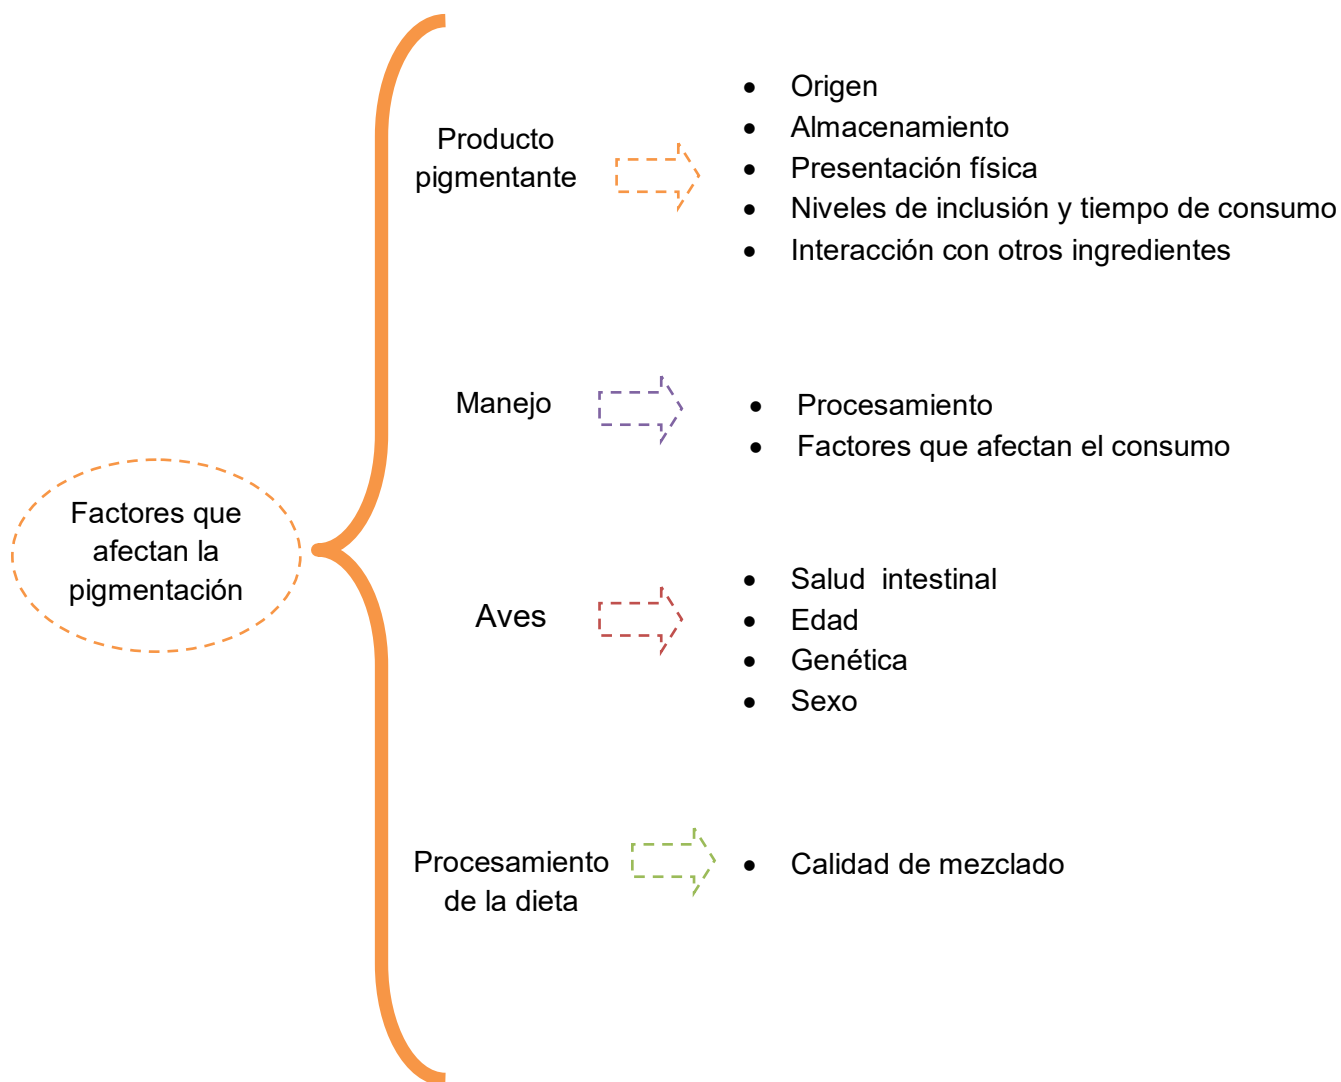 Factores que
afectan la
pigmentación
Producto
pigmentante
• Origen
• Almacenamiento
• Presentación física
• Niveles de inclusión y tiempo de consumo
• Interacción con otros ingredientes
Manejo
• Procesamiento
• Factores que afectan el consumo
Aves
• Salud intestinal
• Edad
• Genética
• Sexo
Procesamiento
de la dieta
• Calidad de mezclado